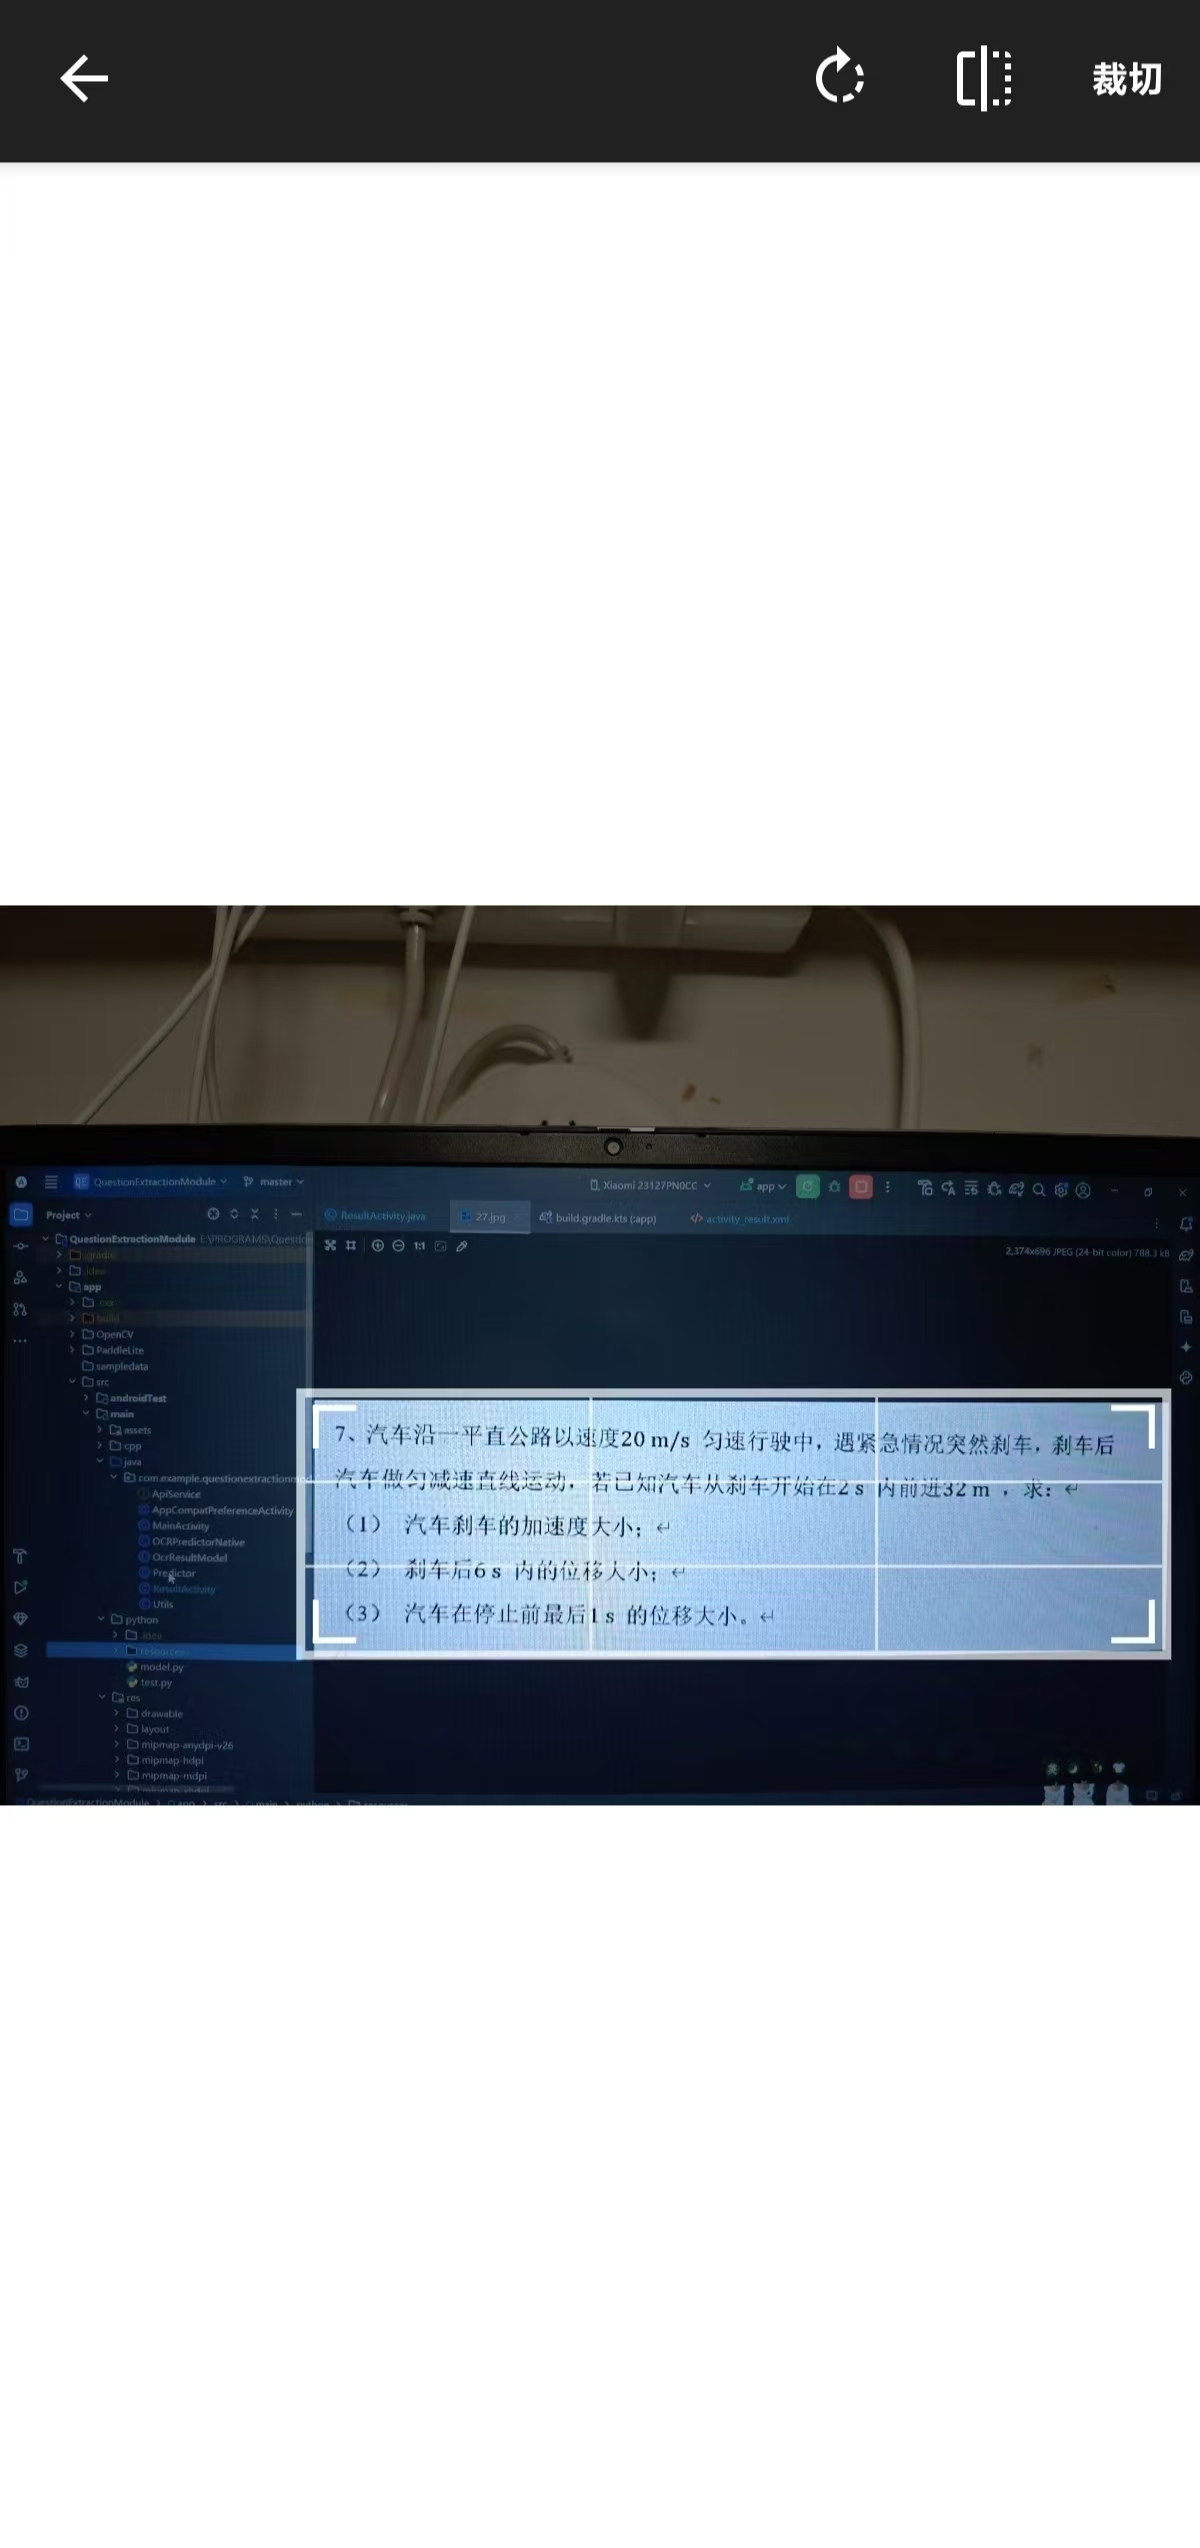 裁切
QuestionExtractionModule
master
Xiaomi 23127PN0CC
app
Project
ResultActivity.java
27.jpg
build.gradle.kts (:app)
activity_result.xml
QuestionExtractionModule E:\PROGRAMS\Questio
.gradle
.idea
1:1
2,374x696 JPEG (24-bit color) 788.3 kB
app
.cxx
build
OpenCV
PaddleLite
sampledata
src
androidTest
main
assets
cpp
java
com.example.questionextractionmod
ApiService
AppCompatPreferenceActivity
MainActivity
OCRPredictorNative
OcrResultModel
Predictor
ResultActivity
Utils
python
.idea
resources
model.py
test.py
res
drawable
layout
mipmap-anydpi-v26
mipmap-hdpi
mipmap-mdpi
7、汽车沿一平直公路以速度20 m/s 匀速行驶中，遇紧急情况突然刹车，刹车后
汽车做匀减速直线运动，若已知汽车从刹车开始在2 s 内前进32 m ，求：↵
（1） 汽车刹车的加速度大小；↵
（2） 刹车后6 s 内的位移大小；↵
（3） 汽车在停止前最后1 s 的位移大小。↵
英
QuestionExtractionModule > app > src > main > python > resources